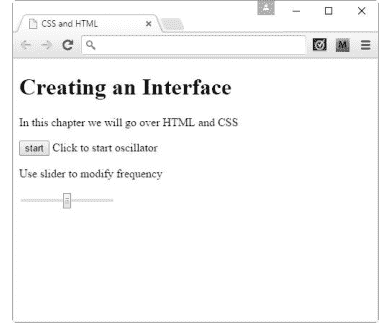 CSS and HTML
Creating an Interface
In this chapter we will go over HTML and CSS
start Click to start oscillator
Use slider to modify frequency
M